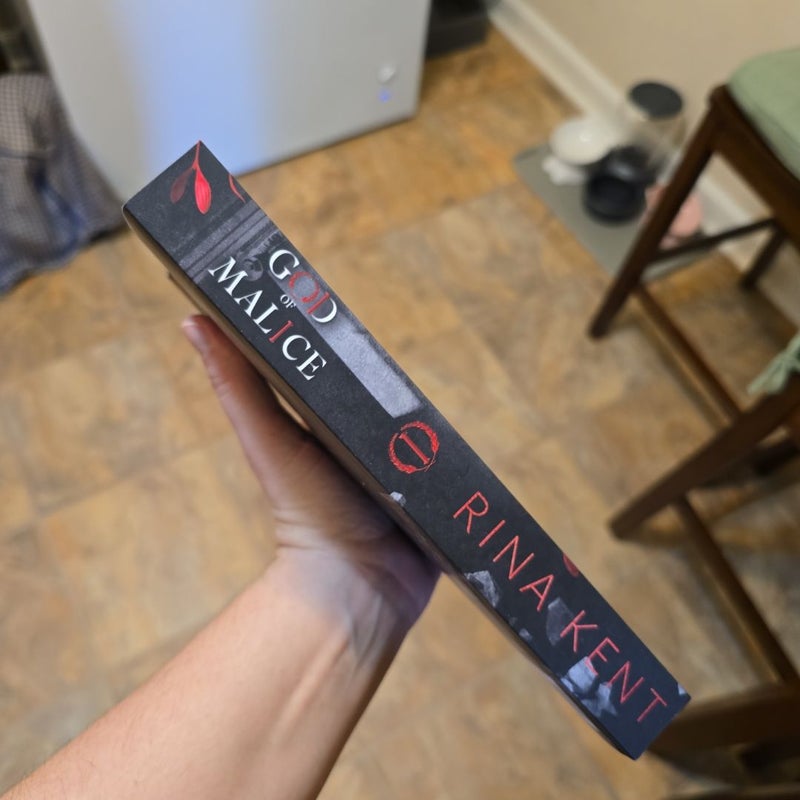 GOD
OF
MALICE
I
RINA KENT